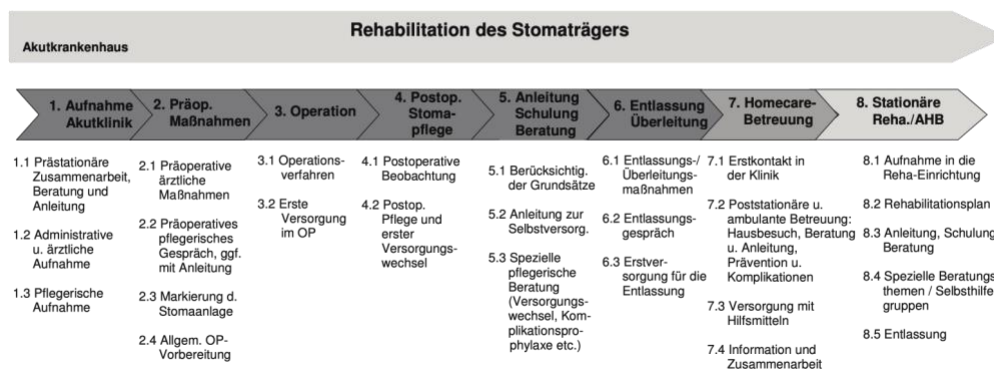 Rehabilitation des Stomaträgers
Akutkrankenhaus
1. Aufnahme
Akutklinik
2. Präop.
Maßnahmen
3. Operation
4. Postop.
Stoma-
pflege
5. Anleitung
Schulung
Beratung
6. Entlassung
Überleitung
7. Homecare-
Betreuung
8. Stationäre
Reha./AHB
1.1 Prästationäre
Zusammenarbeit,
Beratung und
Anleitung
1.2 Administrative
u. ärztliche
Aufnahme
1.3 Pflegerische
Aufnahme
2.1 Präoperative
ärztliche
Maßnahmen
2.2 Präoperatives
pflegerisches
Gespräch, ggf.
mit Anleitung
2.3 Markierung d.
Stomaanlage
2.4 Allgem. OP-
Vorbereitung
3.1 Operations-
verfahren
3.2 Erste
Versorgung
im OP
4.1 Postoperative
Beobachtung
4.2 Postop.
Pflege und
erster
Versorgungs-
wechsel
5.1 Berücksichtig.
der Grundsätze
5.2 Anleitung zur
Selbstversorg.
5.3 Spezielle
pflegerische
Beratung
(Versorgungs-
wechsel, Kom-
plikationspro-
phylaxe etc.)
6.1 Entlassungs-/
Überleitungs-
maßnahmen
6.2 Entlassungs-
gespräch
6.3 Erstver-
sorgung für die
Entlassung
7.1 Erstkontakt in
der Klinik
7.2 Poststationäre u.
ambulante Betreuung:
Hausbesuch, Beratung
u. Anleitung,
Prävention u.
Komplikationen
7.3 Versorgung mit
Hilfsmitteln
7.4 Information und
Zusammenarbeit
8.1 Aufnahme in die
Reha-Einrichtung
8.2 Rehabilitationsplan
8.3 Anleitung, Schulung
Beratung
8.4 Spezielle Beratungs
themen / Selbsthilfe
gruppen
8.5 Entlassung